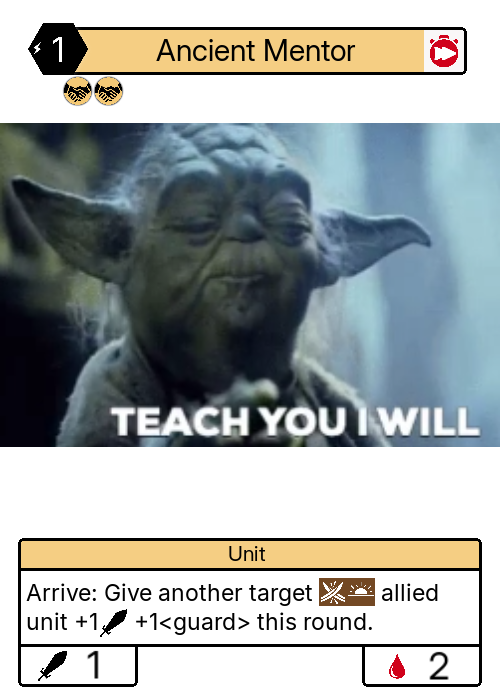 1 Ancient Mentor
TEACH YOU I WILL
Unit
Arrive: Give another target allied
unit +1 +1<guard> this round.
1 2